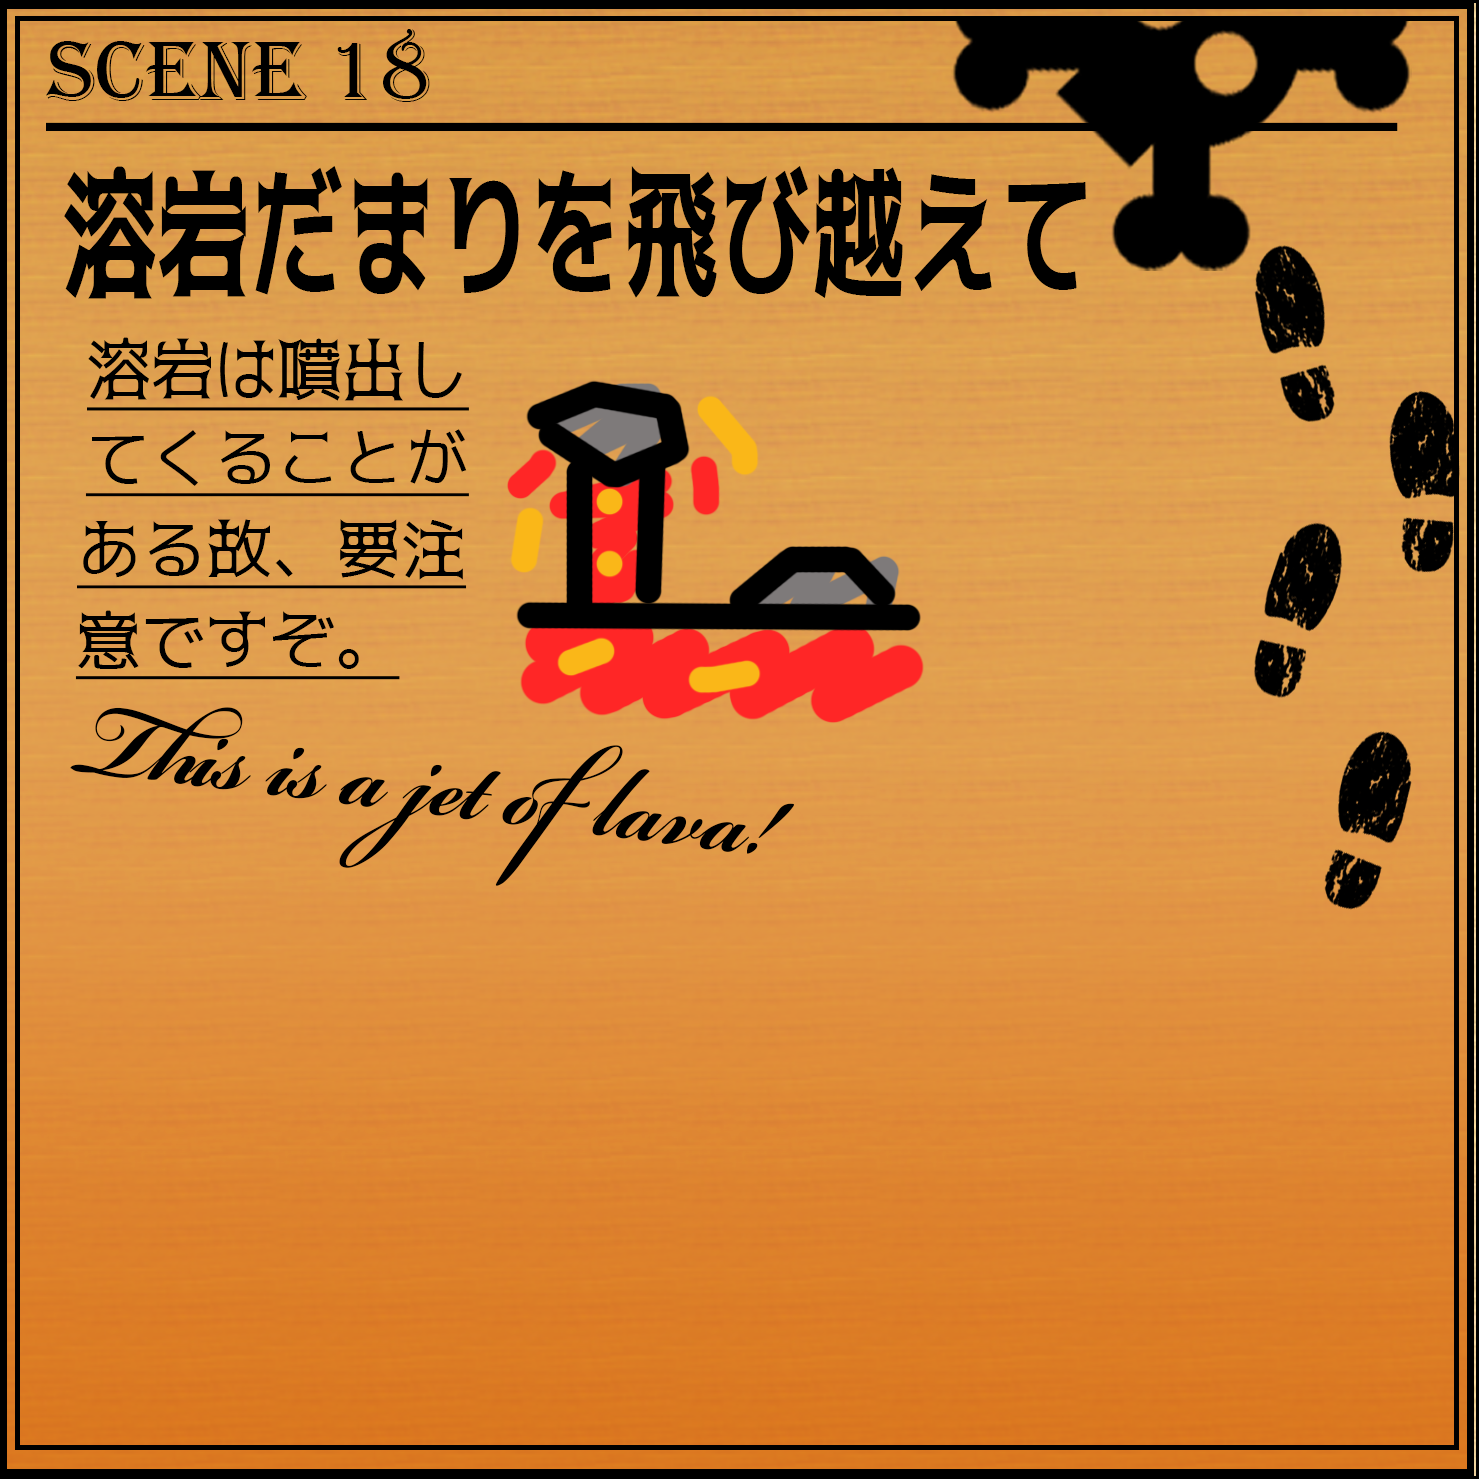 SCENE 18
溶岩だまりを飛び越えて
溶岩は噴出し
てくることが
ある故、要注
意ですぞ。
This is a jet of lava!